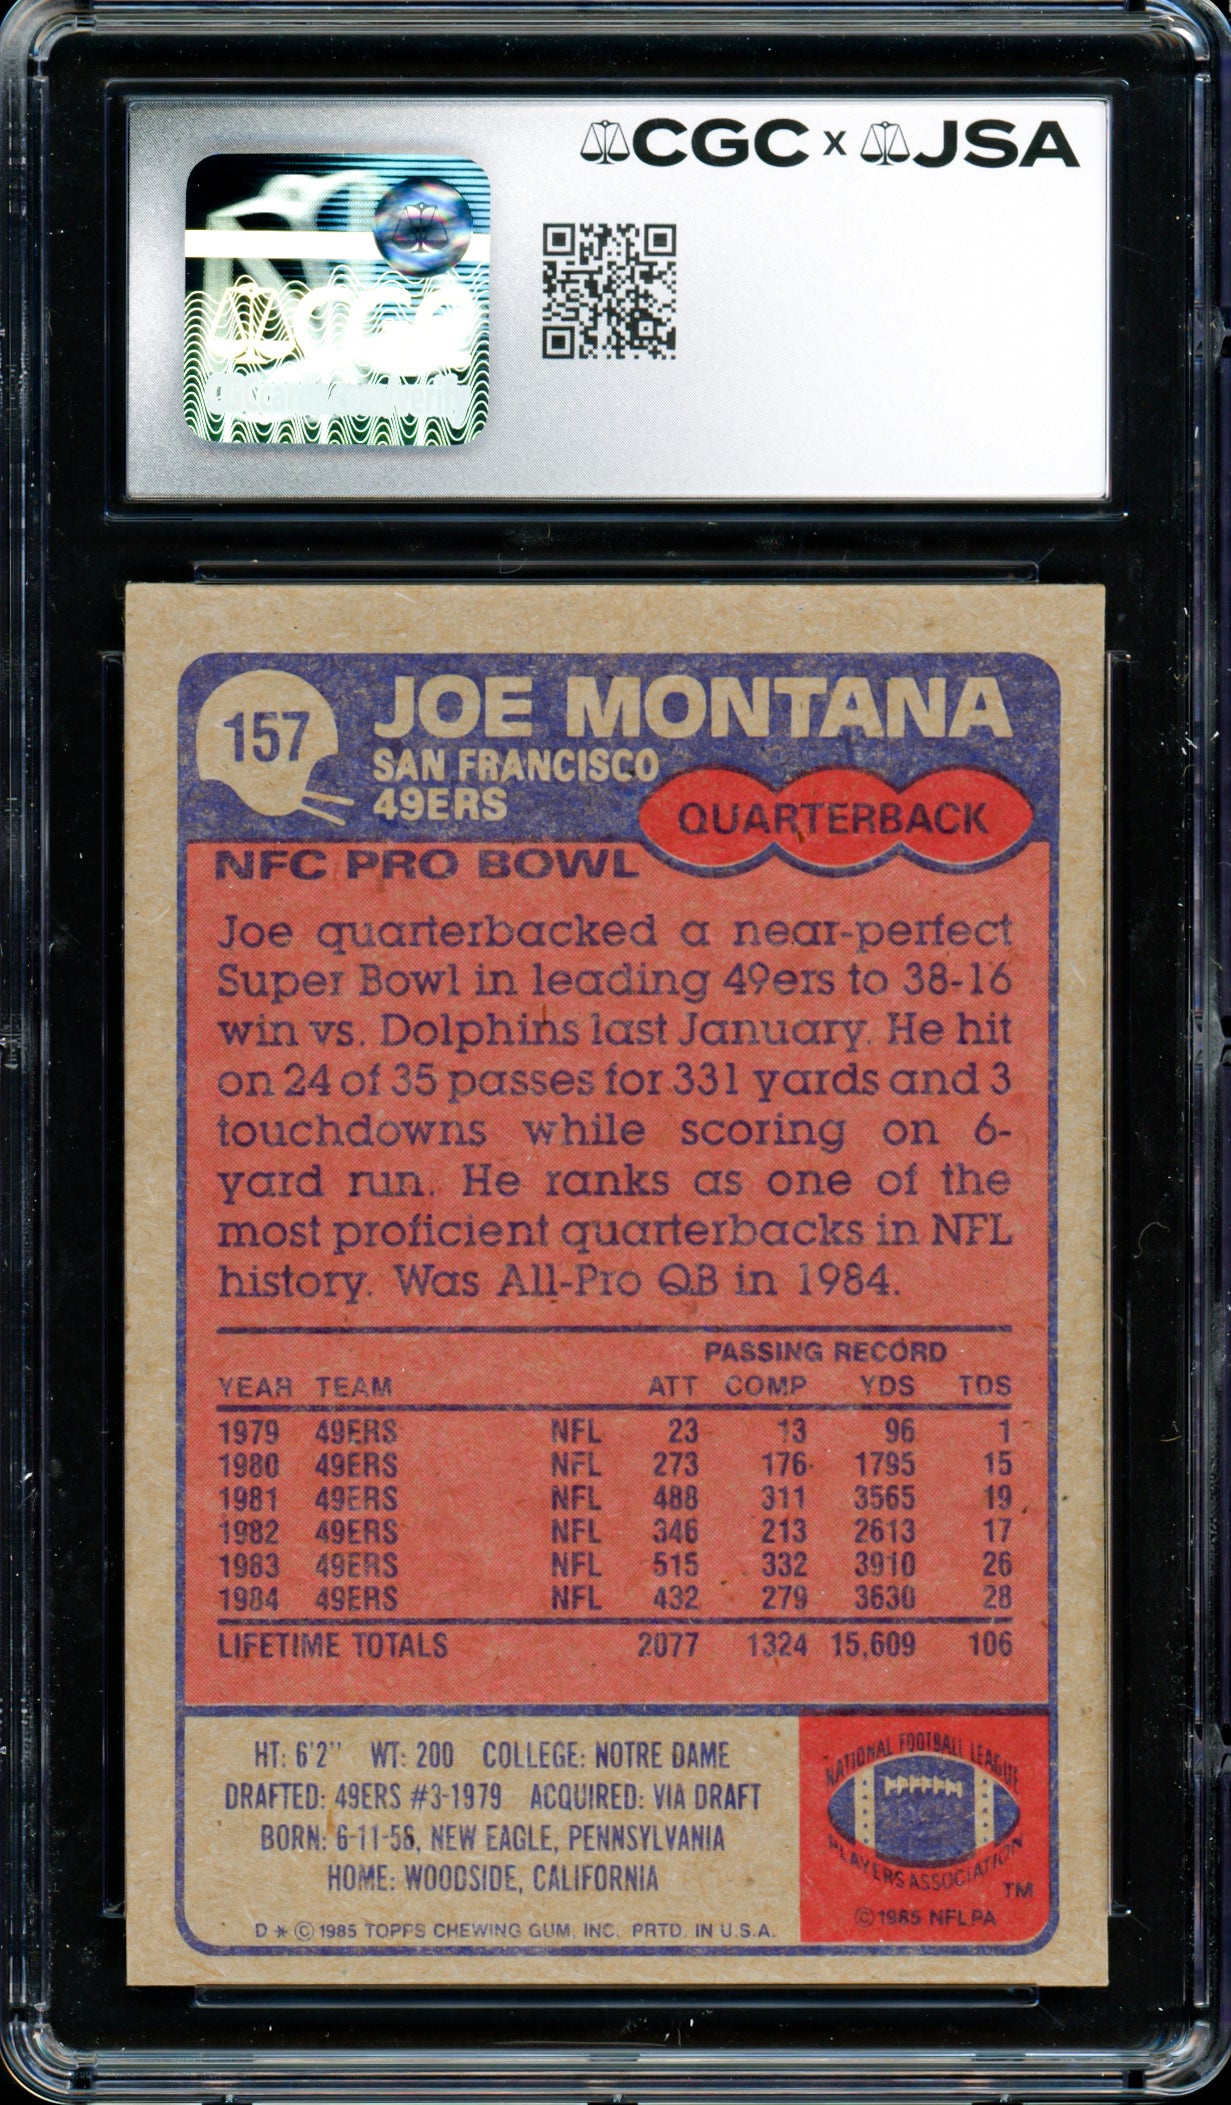 CGC x JSA
CGC
157
JOE MONTANA
SAN FRANCISCO
49ERS
QUARTERBACK
NFC PRO BOWL
Joe quarterbacked a near-perfect
Super Bowl in leading 49ers to 38-16
win vs. Dolphins last January. He hit
on 24 of 35 passes for 331 yards and 3
touchdowns while scoring on 6-
yard run. He ranks as one of the
most proficient quarterbacks in NFL
history. Was All-Pro QB in 1984.
PASSING RECORD
YEAR TEAM ATT COMP YDS TDS
1979 49ERS NFL 23 13 96 1
1980 49ERS NFL 273 176 1795 15
1981 49ERS NFL 488 311 3565 19
1982 49ERS NFL 346 213 2613 17
1983 49ERS NFL 515 332 3910 26
1984 49ERS NFL 432 279 3630 28
LIFETIME TOTALS 2077 1324 15,609 106
HT: 6'2" WT: 200 COLLEGE: NOTRE DAME
DRAFTED: 49ERS #3-1979 ACQUIRED: VIA DRAFT
BORN: 6-11-56, NEW EAGLE, PENNSYLVANIA
HOME: WOODSIDE, CALIFORNIA
D * © 1985 TOPPS CHEWING GUM, INC. PRTD. IN U.S.A.
NATIONAL FOOTBALL LEAGUE
PLAYERS ASSOCIATION
TM
© 1985 NFLPA